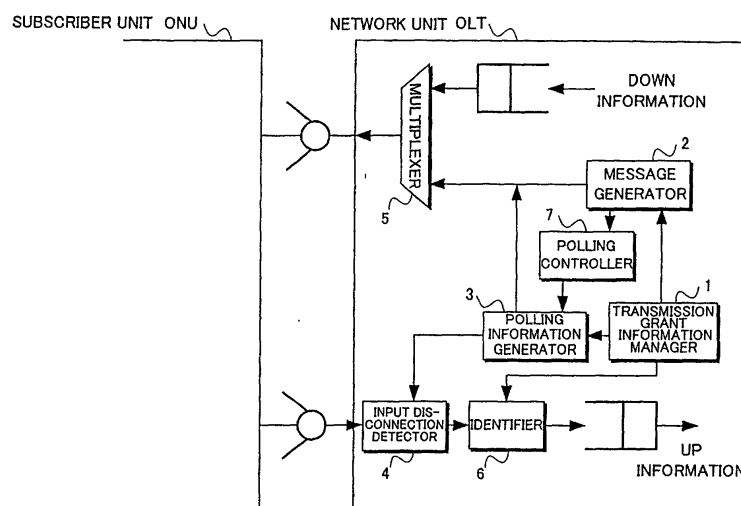 SUBSCRIBER UNIT ONU
NETWORK UNIT OLT
DOWN
INFORMATION
MULTIPLEXER
5
2
MESSAGE
GENERATOR
7
POLLING
CONTROLLER
3
POLLING
INFORMATION
GENERATOR
1
TRANSMISSION
GRANT
INFORMATION
MANAGER
INPUT DIS-
CONNECTION
DETECTOR
4
IDENTIFIER
6
UP
INFORMATION